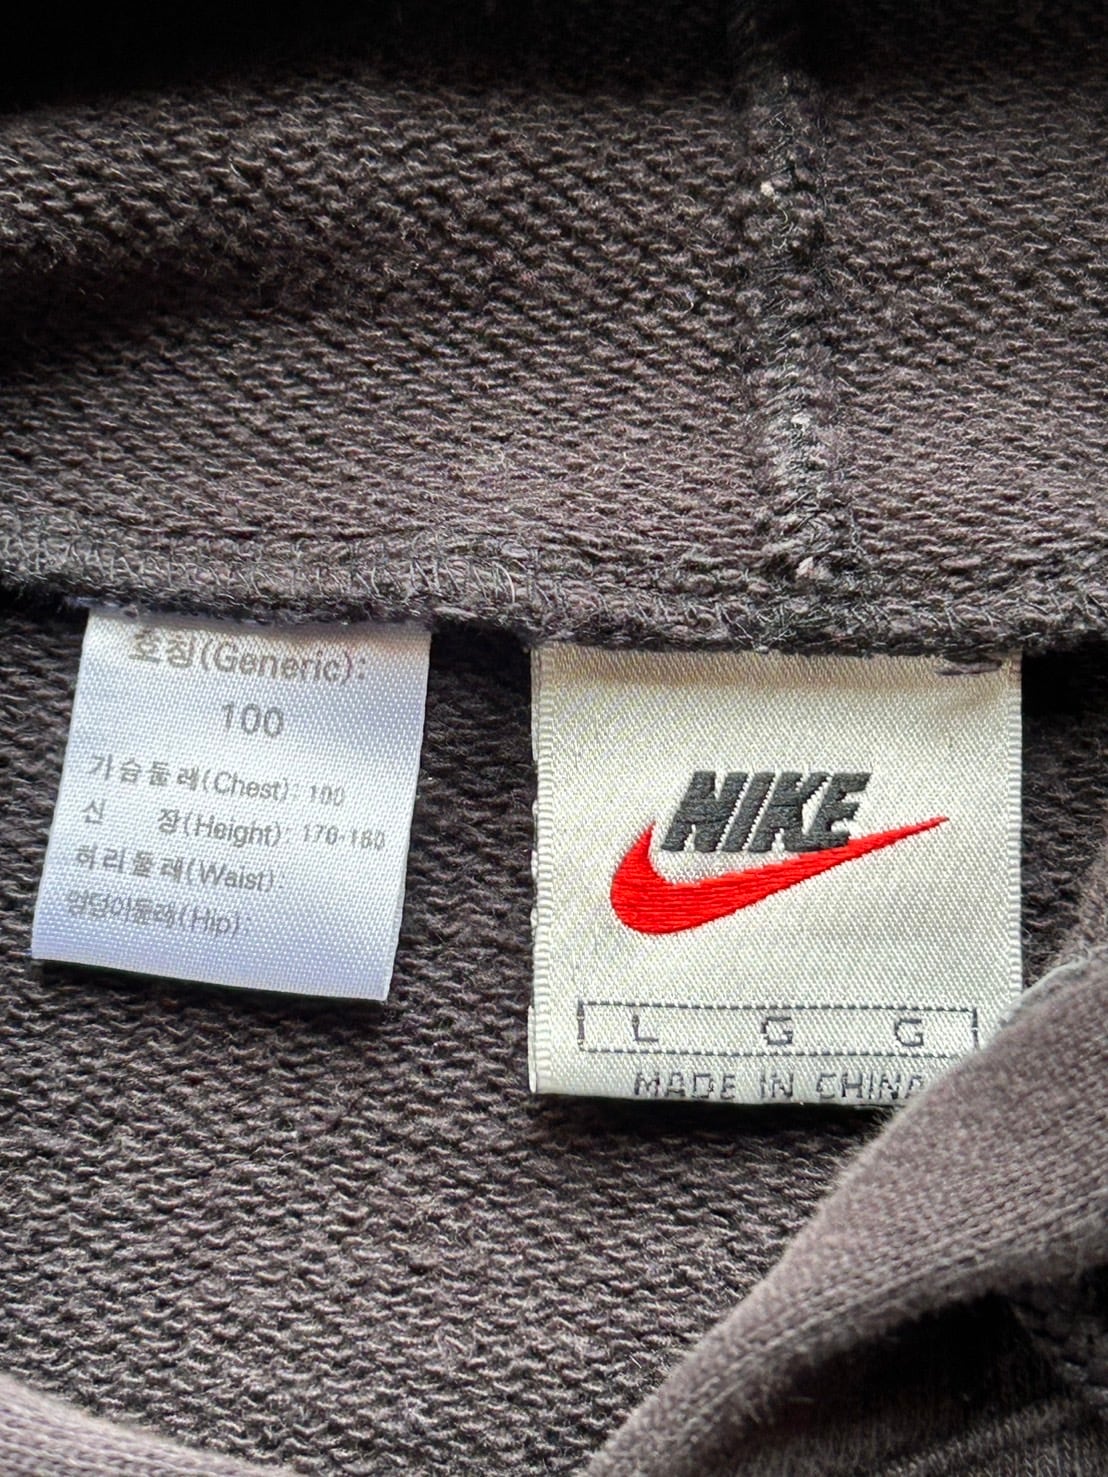 호칭(Generic):
100
가슴둘레(Chest): 100
신 장(Height): 170-180
허리둘레(Waist):
엉덩이둘레(Hip):
NIKE
L G G
MADE IN CHINA